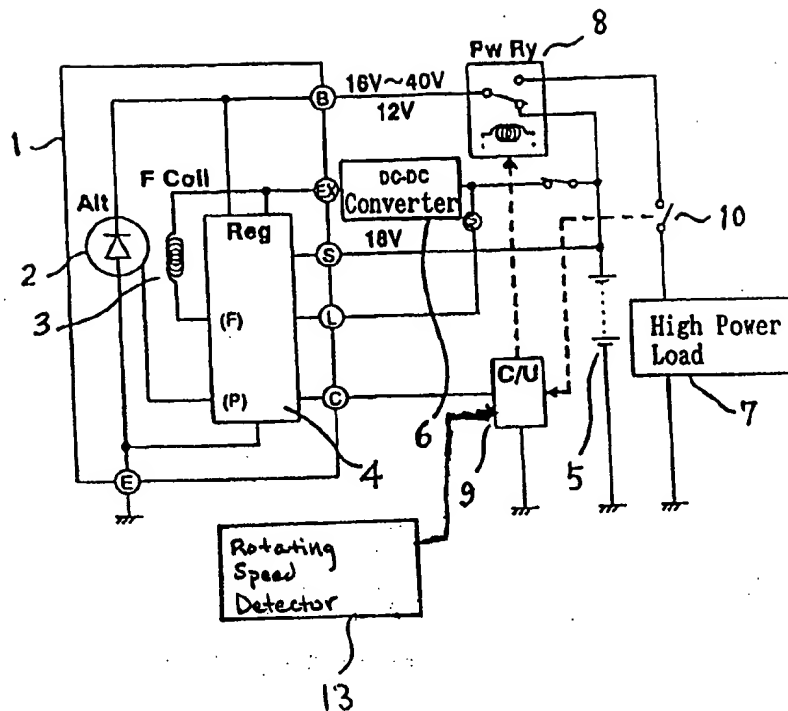 8
Pw Ry
16V~40V
12V
B
1
F Coil
EX
DC-DC
Converter
Alt
Reg
S
18V
10
2
3
(F)
L
High Power
Load
C/U
(P)
C
4
6
9
5
7
E
Rotating
Speed
Detector
13